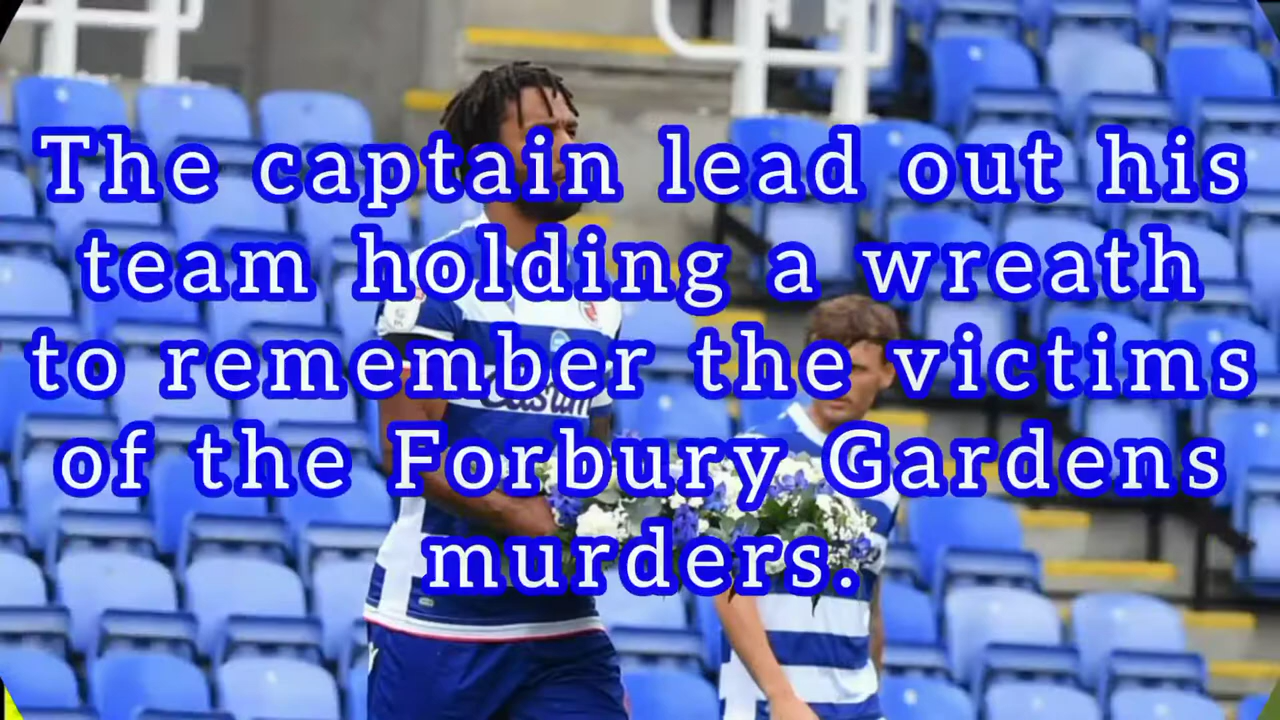 The captain lead out his
team holding a wreath
to remember the victims
of the Forbury Gardens
murders.